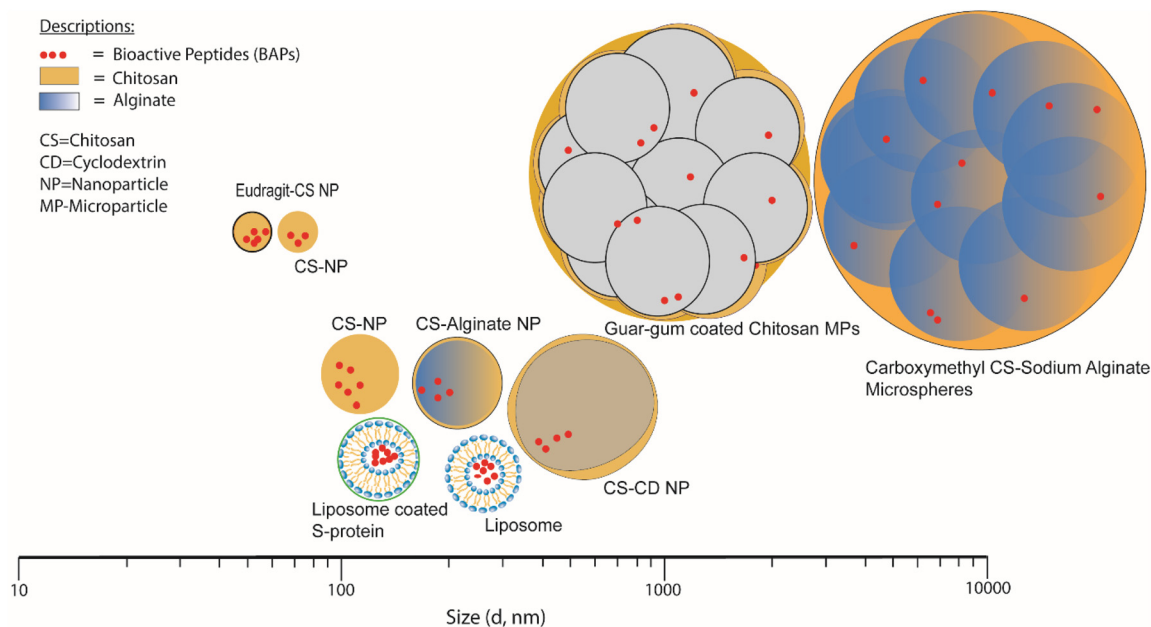 Descriptions:
= Bioactive Peptides (BAPs)
= Chitosan
= Alginate
CS=Chitosan
CD=Cyclodextrin
NP=Nanoparticle
MP-Microparticle
Eudragit-CS NP
CS-NP
CS-NP
CS-Alginate NP
Guar-gum coated Chitosan MPs
Carboxymethyl CS-Sodium Alginate
Microspheres
CS-CD NP
Liposome coated
S-protein
Liposome
10
100
1000
10000
Size (d, nm)